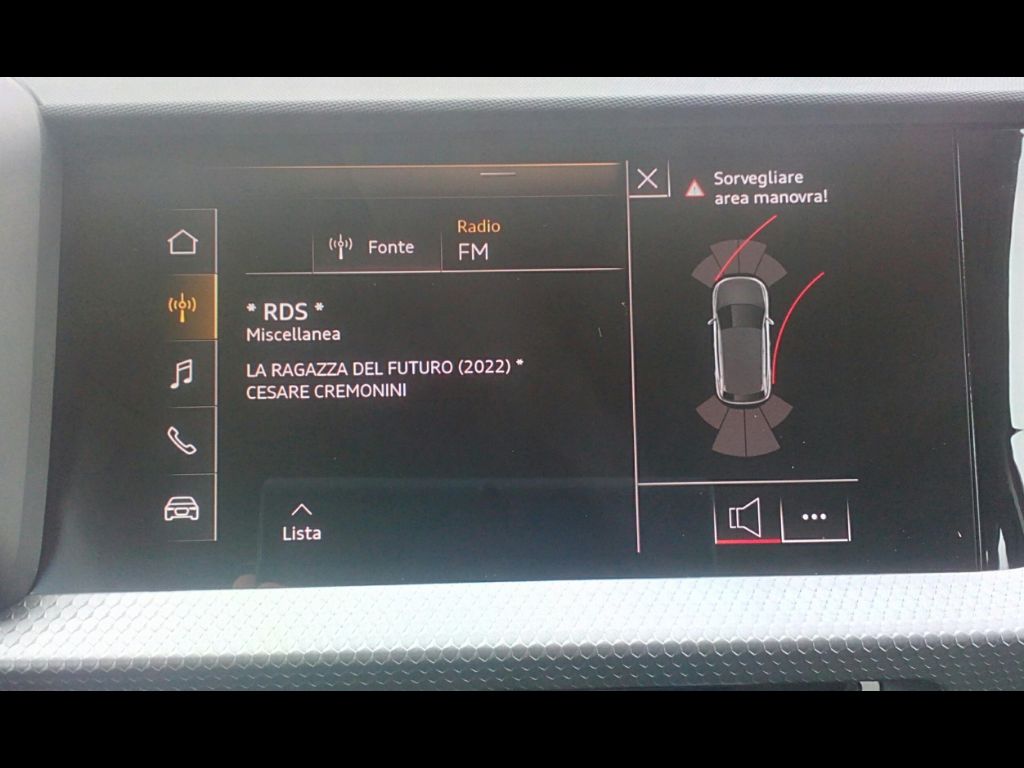 Sorvegliare
area manovra!
Radio
Fonte
FM
* RDS *
Miscellanea
LA RAGAZZA DEL FUTURO (2022) *
CESARE CREMONINI
Lista